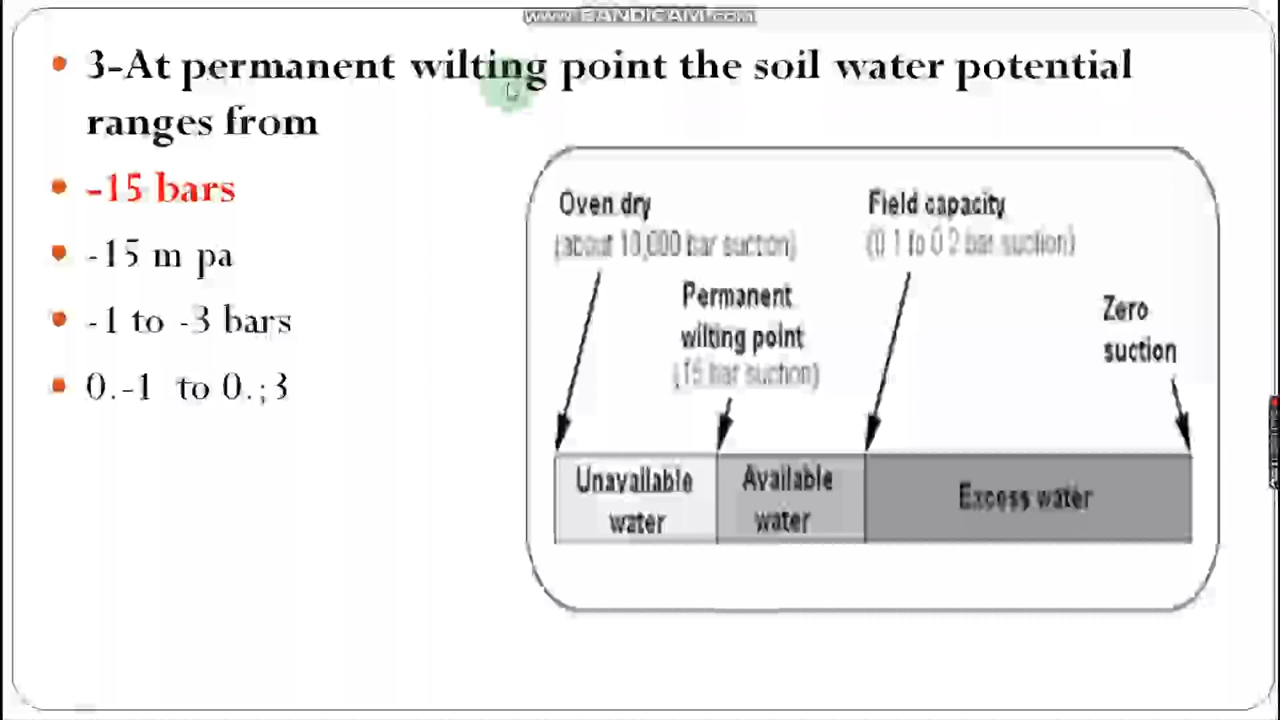 www.BANDICAM.com
3-At permanent wilting point the soil water potential
ranges from
-15 bars
-15 m pa
-1 to -3 bars
0.-1 to 0.;3
Oven dry
(about 10,000 bar suction)
Permanent
wilting point
(15 bar suction)
Field capacity
(0.1 to 0.2 bar suction)
Zero
suction
Unavailable
water
Available
water
Excess water